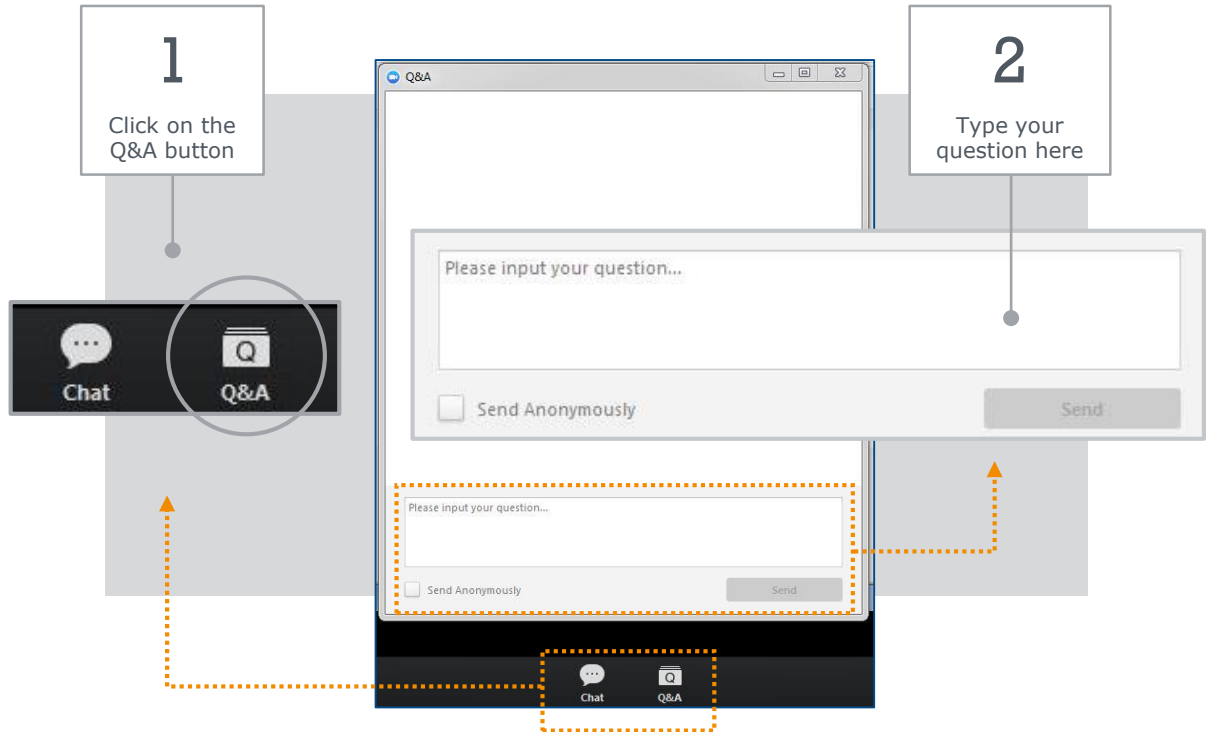 1
Click on the
Q&A button
Q&A
2
Type your
question here
Please input your question...
Send Anonymously
Send
Q
Chat
Q&A
Please input your question...
Send Anonymously
Send
Q
Chat
Q&A